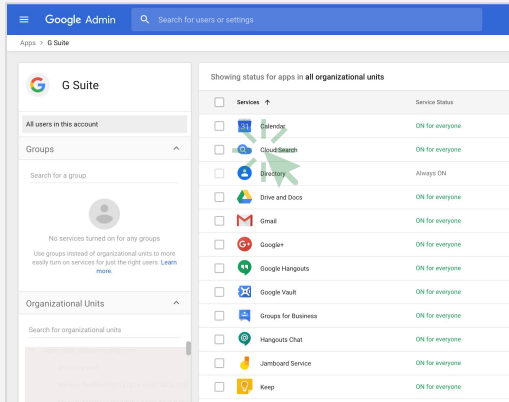 Google Admin
Search for users or settings
Apps > G Suite
G Suite
All users in this account
Groups
Search for a group
No services turned on for any groups
Use groups instead of organizational units to more
easily turn on services for just the right users. Learn
more.
Organizational Units
Search for organizational units
Showing status for apps in all organizational units
Services ↑ Service Status
31 Calendar ON for everyone
Cloud Search ON for everyone
Directory Always ON
Drive and Docs ON for everyone
Gmail ON for everyone
G+ Google+ ON for everyone
Google Hangouts ON for everyone
Google Vault ON for everyone
Groups for Business ON for everyone
Hangouts Chat ON for everyone
Jamboard Service ON for everyone
Keep ON for everyone